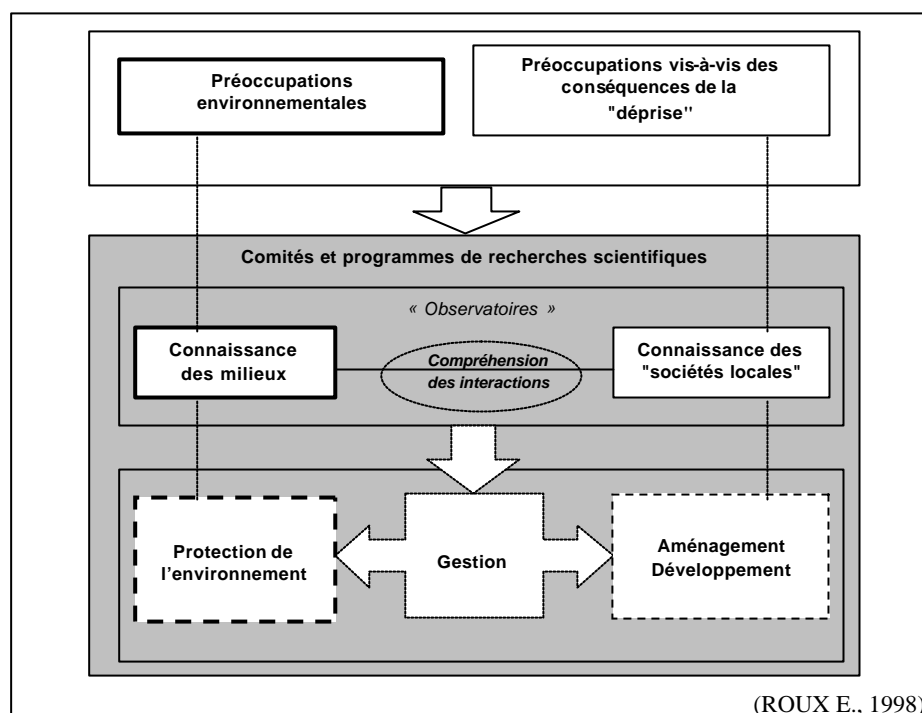 Préoccupations
environnementales
Préoccupations vis-à-vis des
conséquences de la
"déprise"
Comités et programmes de recherches scientifiques
« Observatoires »
Connaissance
des milieux
Compréhension
des interactions
Connaissance des
"sociétés locales"
Protection de
l'environnement
Gestion
Aménagement
Développement
(ROUX E., 1998)